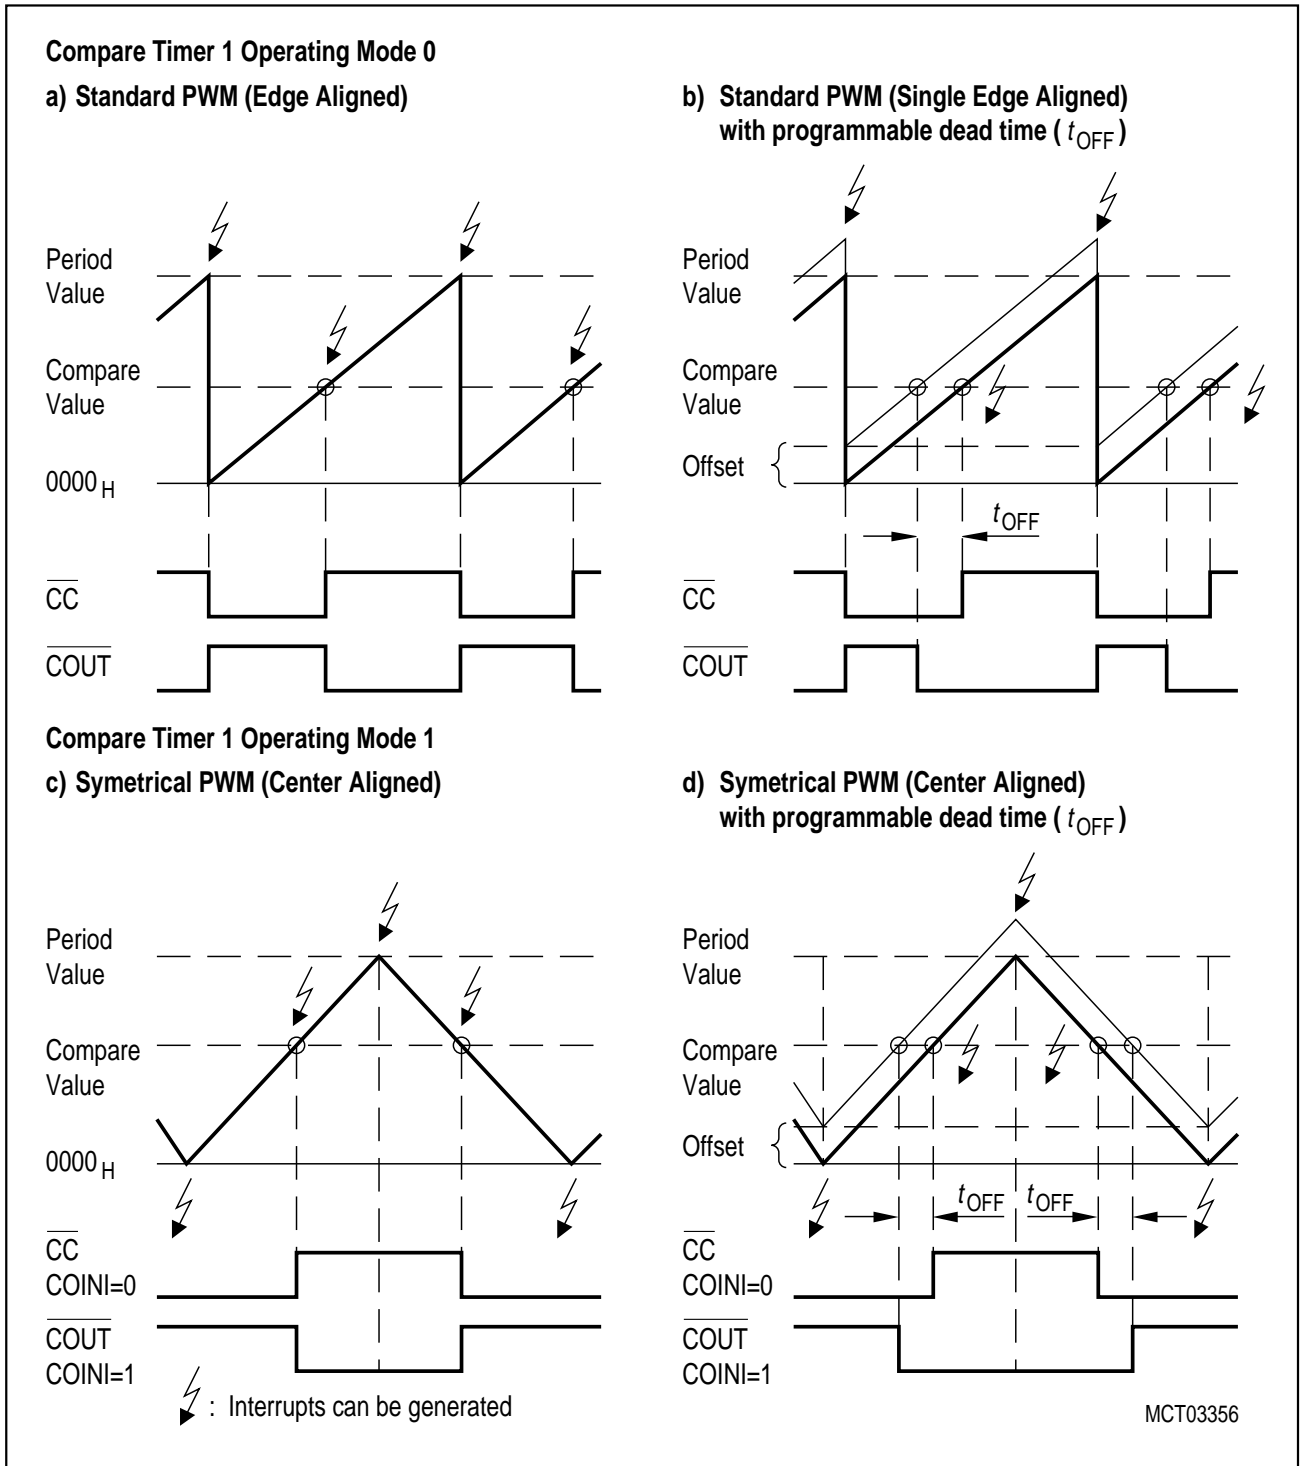 Compare Timer 1 Operating Mode 0
a) Standard PWM (Edge Aligned)
Period
Value
Compare
Value
0000 H
CC
COUT
b) Standard PWM (Single Edge Aligned)
with programmable dead time ( tOFF )
Period
Value
Compare
Value
Offset
tOFF
CC
COUT
Compare Timer 1 Operating Mode 1
c) Symetrical PWM (Center Aligned)
Period
Value
Compare
Value
0000 H
CC
COINI=0
COUT
COINI=1
: Interrupts can be generated
d) Symetrical PWM (Center Aligned)
with programmable dead time ( tOFF )
Period
Value
Compare
Value
Offset
tOFF tOFF
CC
COINI=0
COUT
COINI=1
MCT03356